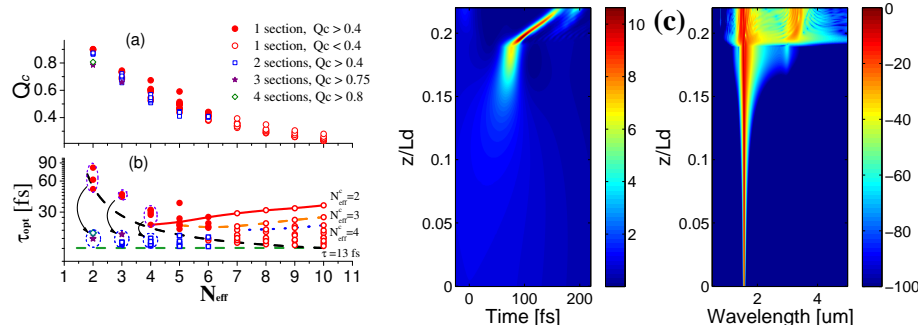 (a)
1 section, Qc > 0.4
1 section, Qc < 0.4
2 sections, Qc > 0.4
3 sections, Qc > 0.75
4 sections, Qc > 0.8
Qc
0.8
0.6
0.4
(b)
90
60
30
τopt [fs]
N^c_eff=2
N^c_eff=3
N^c_eff=4
τ=13 fs
1 2 3 4 5 6 7 8 9 10 11
Neff
z/Ld
0.2
0.15
0.1
0.05
0
0 100 200
Time [fs]
10
8
6
4
2
(c)
z/Ld
0.2
0.15
0.1
0.05
0
2 4
Wavelength [um]
0
−20
−40
−60
−80
−100